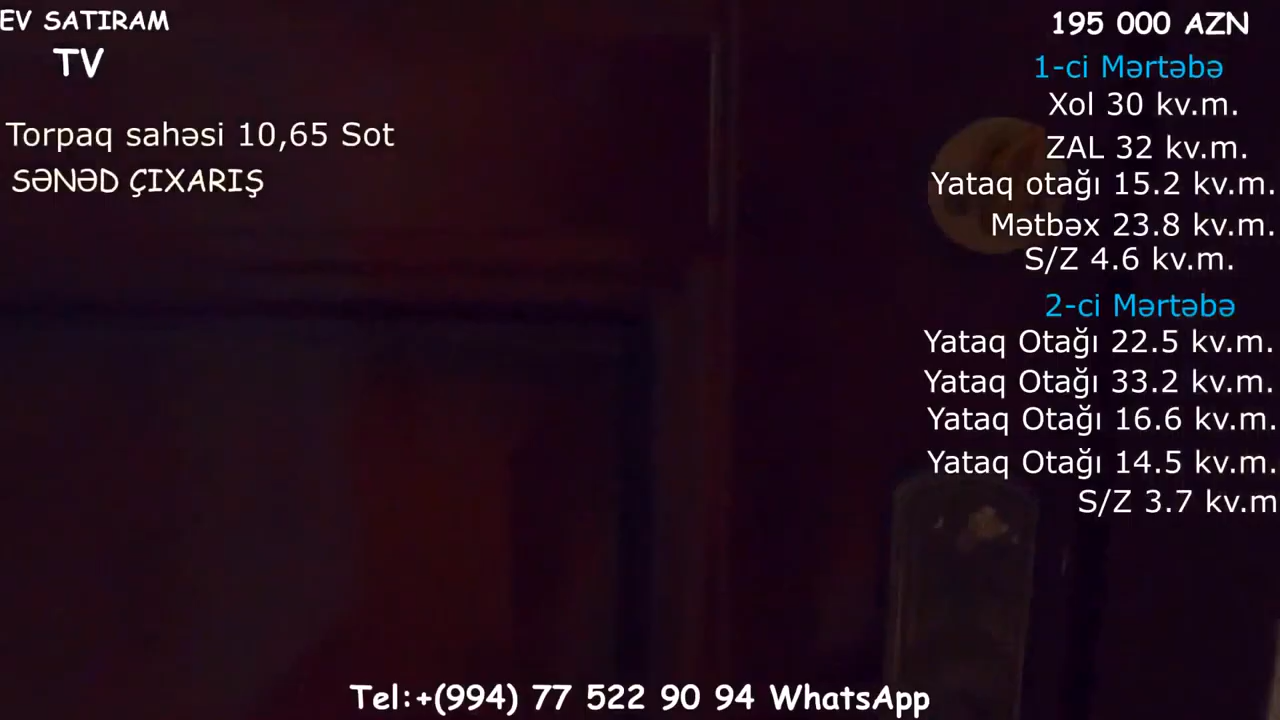 EV SATIRAM
TV
Torpaq sahəsi 10,65 Sot
SƏNƏD ÇIXARIŞ
195 000 AZN
1-ci Mərtəbə
Xol 30 kv.m.
ZAL 32 kv.m.
Yataq otağı 15.2 kv.m.
Mətbəx 23.8 kv.m.
S/Z 4.6 kv.m.
2-ci Mərtəbə
Yataq Otağı 22.5 kv.m.
Yataq Otağı 33.2 kv.m.
Yataq Otağı 16.6 kv.m.
Yataq Otağı 14.5 kv.m.
S/Z 3.7 kv.m
Tel:+(994) 77 522 90 94 WhatsApp